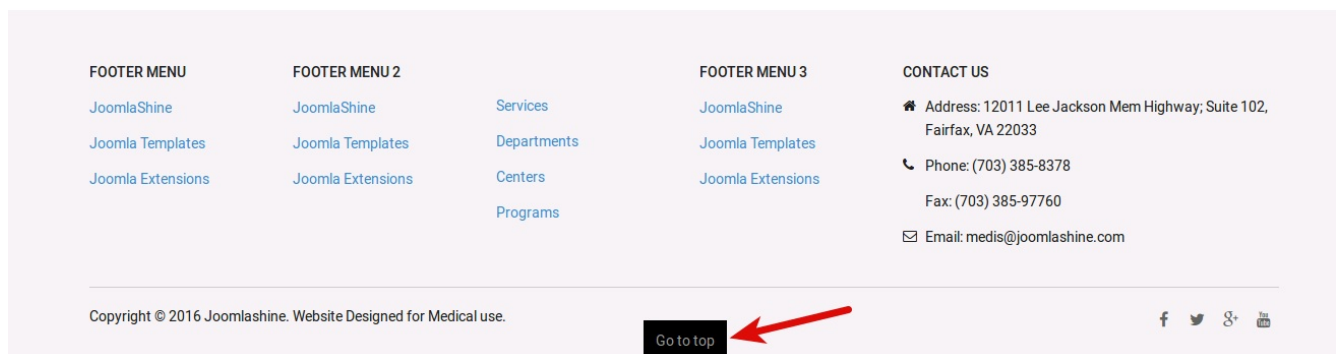 FOOTER MENU
JoomlaShine
Joomla Templates
Joomla Extensions
FOOTER MENU 2
JoomlaShine
Joomla Templates
Joomla Extensions
Services
Departments
Centers
Programs
FOOTER MENU 3
JoomlaShine
Joomla Templates
Joomla Extensions
CONTACT US
Address: 12011 Lee Jackson Mem Highway; Suite 102,
Fairfax, VA 22033
Phone: (703) 385-8378
Fax: (703) 385-97760
Email: medis@joomlashine.com
Copyright © 2016 Joomlashine. Website Designed for Medical use.
Go to top